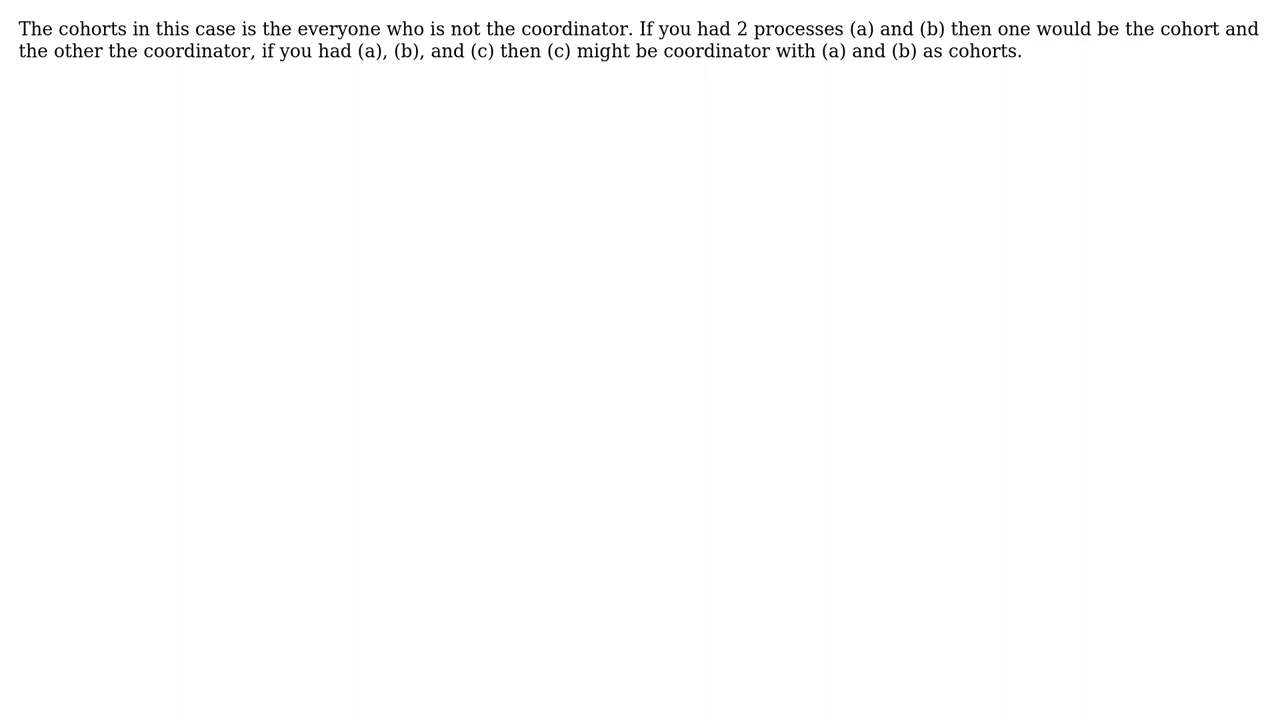 The cohorts in this case is the everyone who is not the coordinator. If you had 2 processes (a) and (b) then one would be the cohort and
the other the coordinator, if you had (a), (b), and (c) then (c) might be coordinator with (a) and (b) as cohorts.